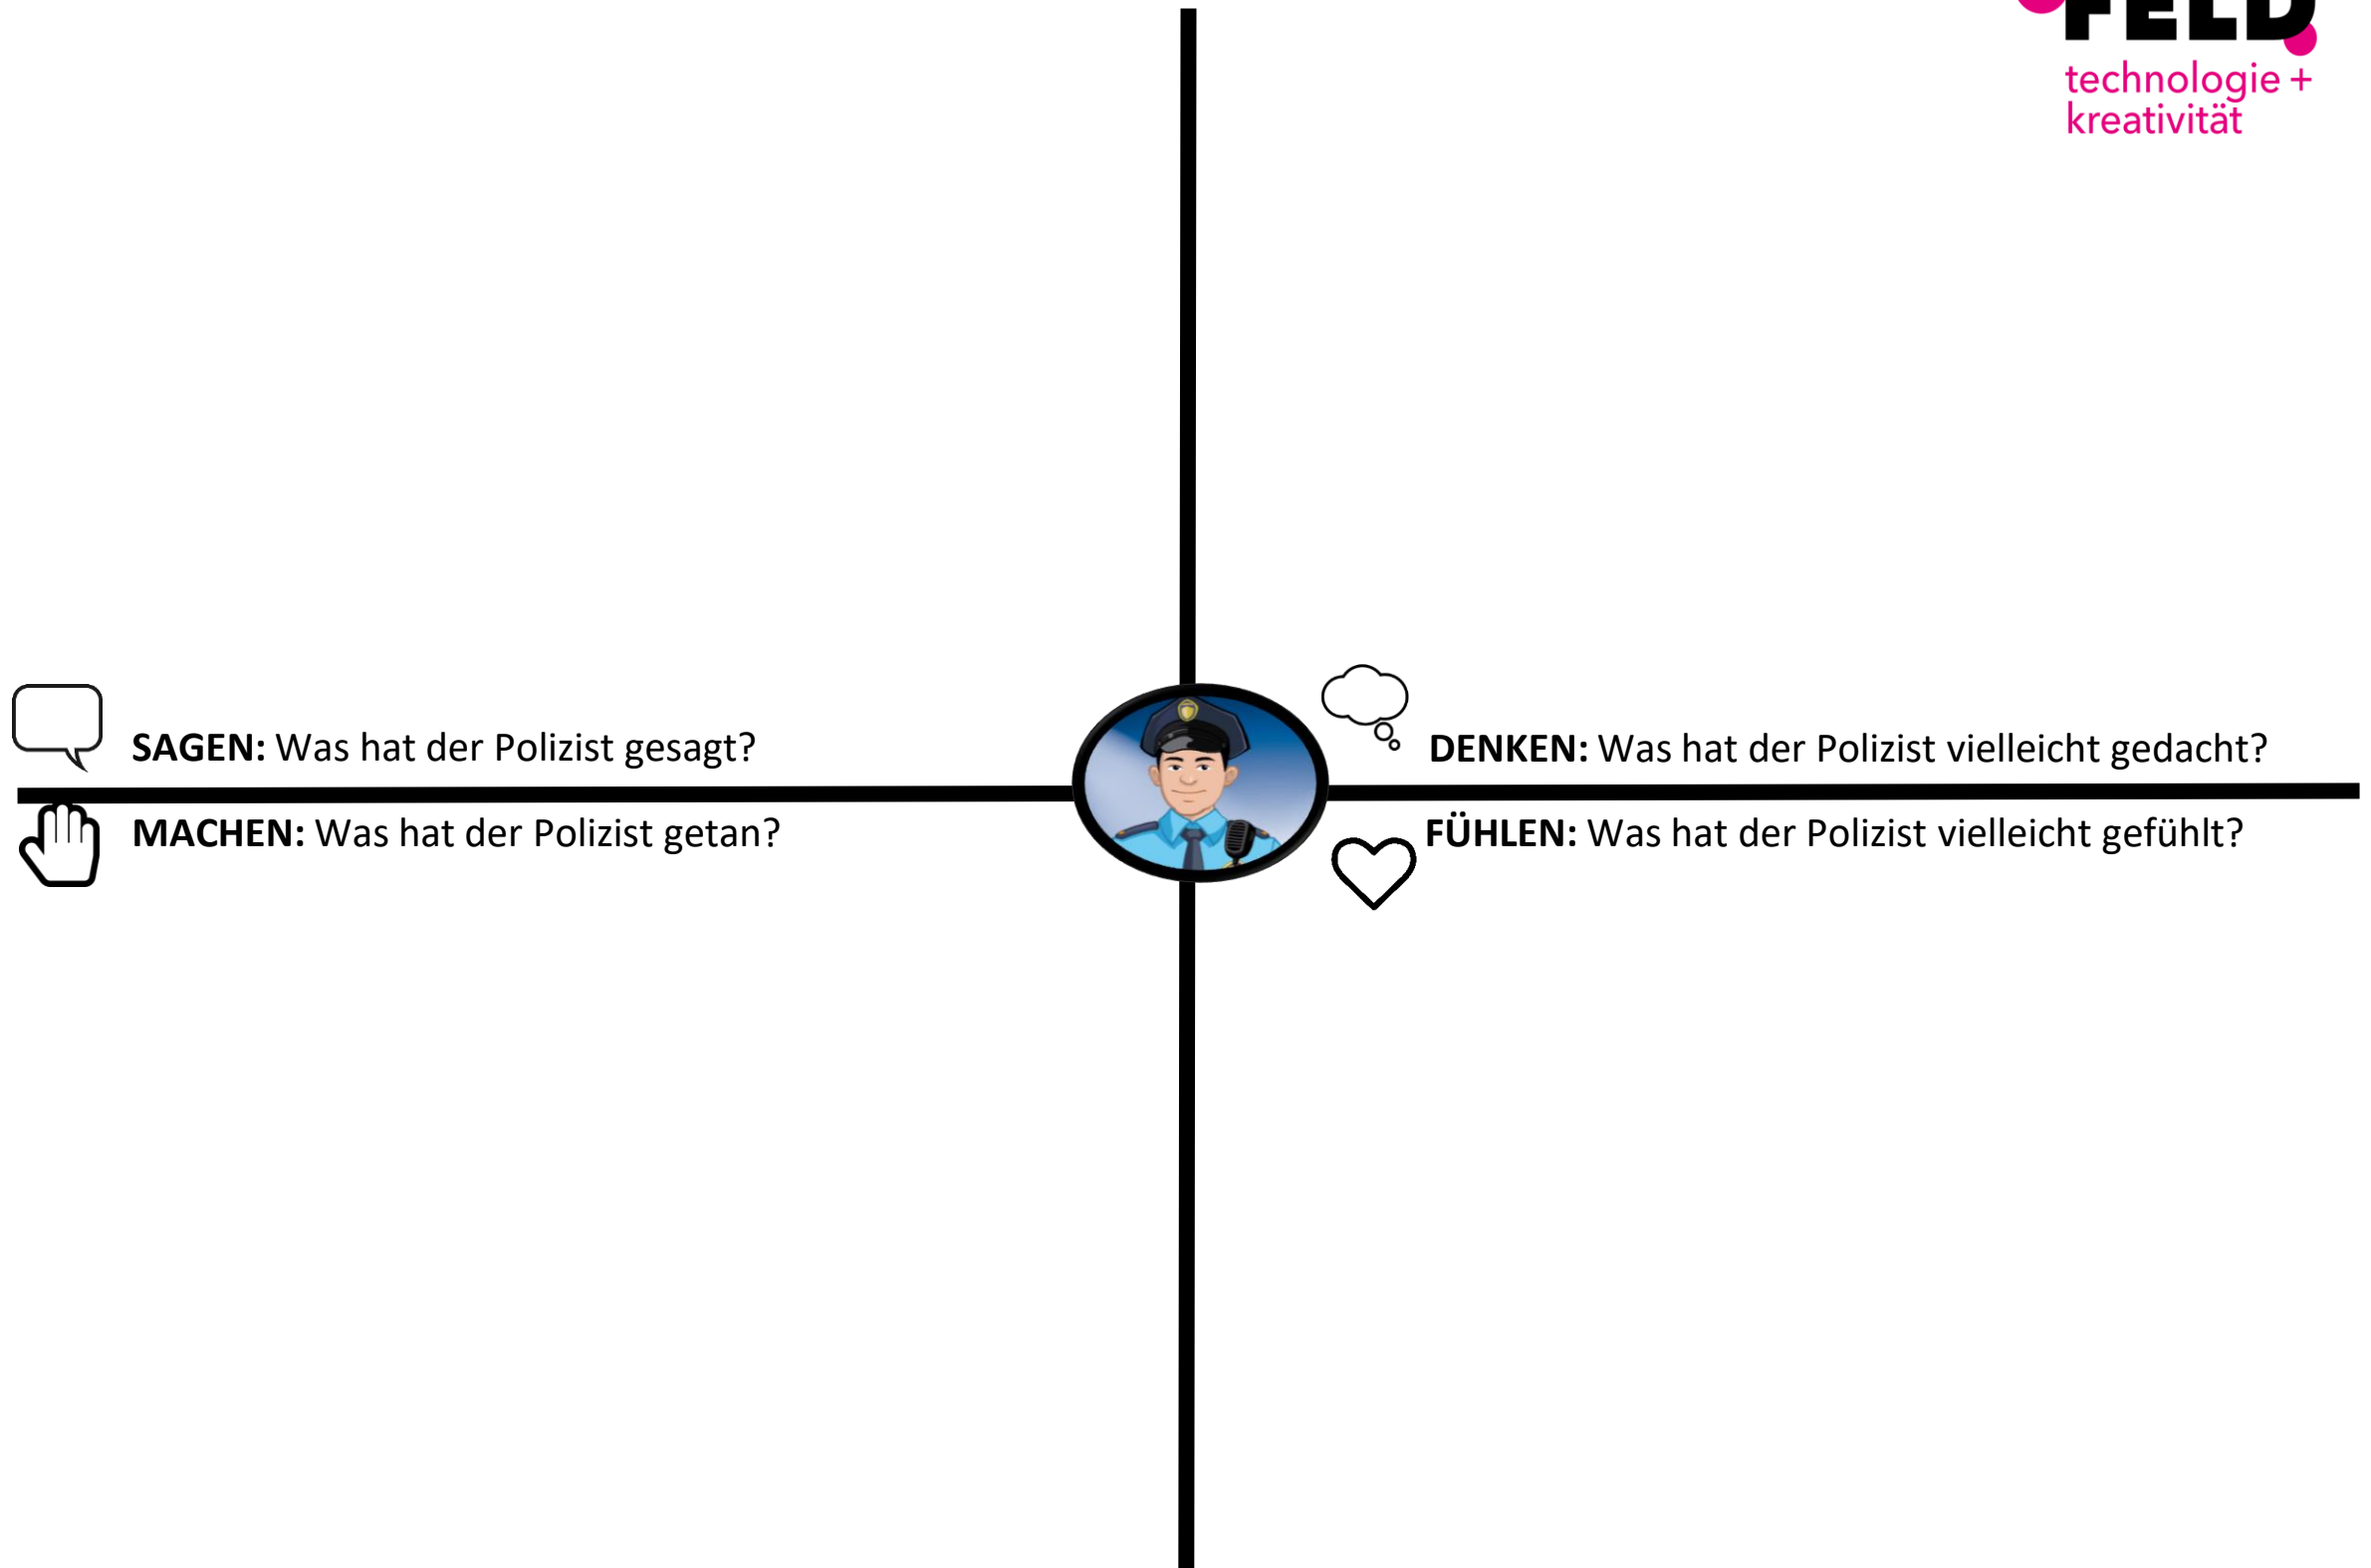 FELD
technologie +
kreativität
SAGEN: Was hat der Polizist gesagt?
DENKEN: Was hat der Polizist vielleicht gedacht?
MACHEN: Was hat der Polizist getan?
FÜHLEN: Was hat der Polizist vielleicht gefühlt?